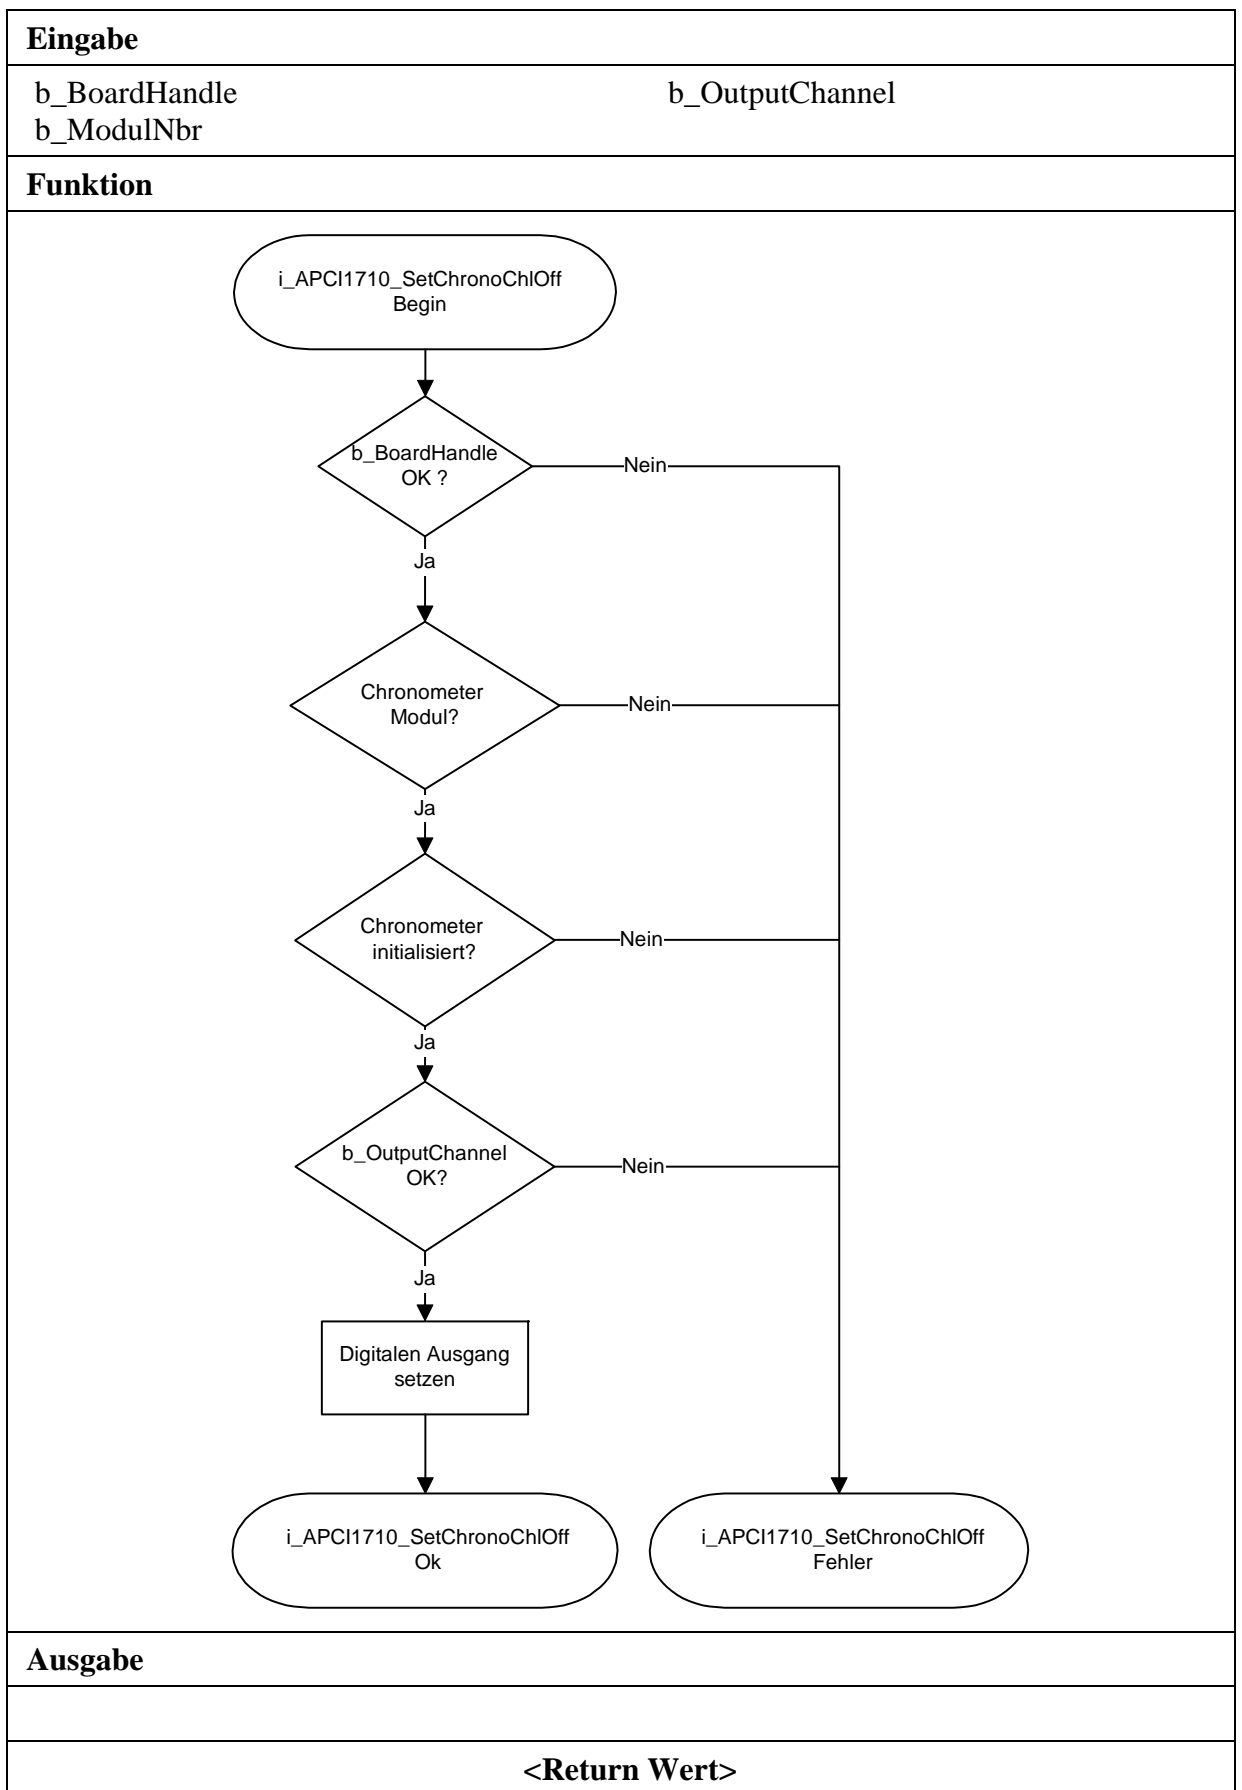 Eingabe
b_BoardHandle b_OutputChannel
b_ModulNbr
Funktion
i_APCI1710_SetChronoChlOff
Begin
b_BoardHandle
OK ?
Nein
Ja
Chronometer
Modul?
Nein
Ja
Chronometer
initialisiert?
Nein
Ja
b_OutputChannel
OK?
Nein
Ja
Digitalen Ausgang
setzen
i_APCI1710_SetChronoChlOff
Ok
i_APCI1710_SetChronoChlOff
Fehler
Ausgabe
<Return Wert>